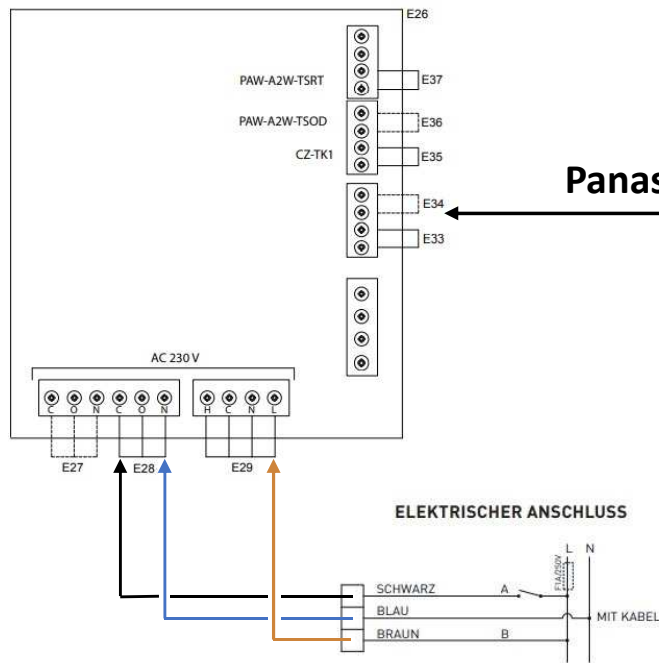 E26
PAW-A2W-TSRT
E37
PAW-A2W-TSOD
E36
CZ-TK1
E35
Panas
E34
E33
AC 230 V
C O N C O N
H C N L
E27
E28
E29
ELEKTRISCHER ANSCHLUSS
L N
F1A/250V
SCHWARZ A
BLAU
MIT KABEL
BRAUN B